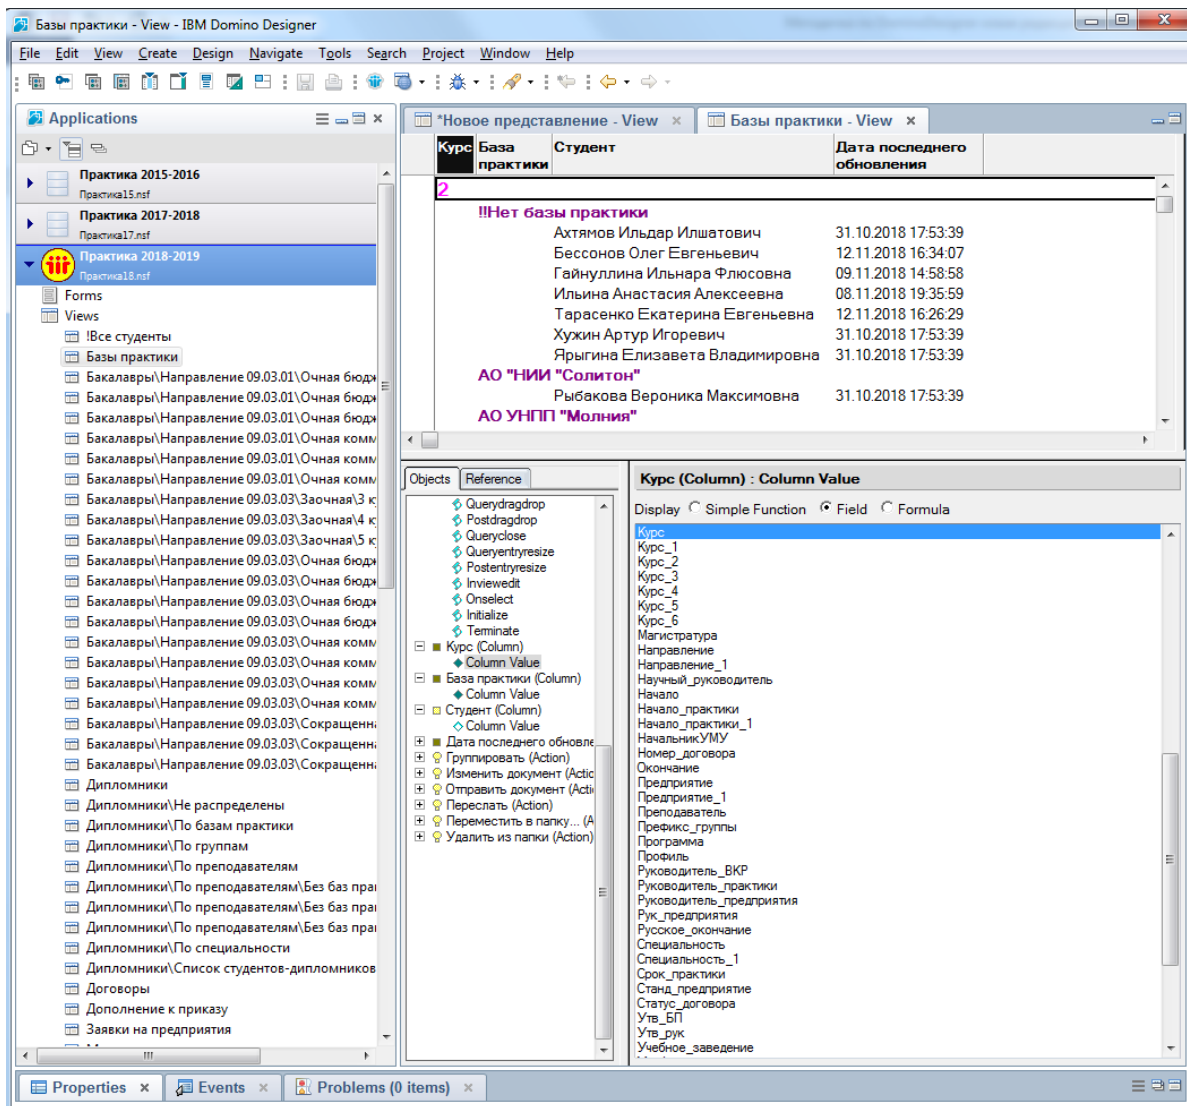 Базы практики - View - IBM Domino Designer
File Edit View Create Design Navigate Tools Search Project Window Help
Applications
Практика 2015-2016
Практика15.nsf
Практика 2017-2018
Практика17.nsf
Практика 2018-2019
Практика18.nsf
Forms
Views
!Все студенты
Базы практики
Бакалавры\Направление 09.03.01\Очная бюдж
Бакалавры\Направление 09.03.01\Очная бюдж
Бакалавры\Направление 09.03.01\Очная бюдж
Бакалавры\Направление 09.03.01\Очная комм
Бакалавры\Направление 09.03.01\Очная комм
Бакалавры\Направление 09.03.01\Очная комм
Бакалавры\Направление 09.03.03\Заочная\3 к
Бакалавры\Направление 09.03.03\Заочная\4 к
Бакалавры\Направление 09.03.03\Заочная\5 к
Бакалавры\Направление 09.03.03\Очная бюдж
Бакалавры\Направление 09.03.03\Очная бюдж
Бакалавры\Направление 09.03.03\Очная бюдж
Бакалавры\Направление 09.03.03\Очная бюдж
Бакалавры\Направление 09.03.03\Очная комм
Бакалавры\Направление 09.03.03\Очная комм
Бакалавры\Направление 09.03.03\Очная комм
Бакалавры\Направление 09.03.03\Очная комм
Бакалавры\Направление 09.03.03\Сокращенна
Бакалавры\Направление 09.03.03\Сокращенна
Бакалавры\Направление 09.03.03\Сокращенна
Дипломники
Дипломники\Не распределены
Дипломники\По базам практики
Дипломники\По группам
Дипломники\По преподавателям
Дипломники\По преподавателям\Без баз прак
Дипломники\По преподавателям\Без баз прак
Дипломники\По преподавателям\Без баз прак
Дипломники\По специальности
Дипломники\Список студентов-дипломников
Договоры
Дополнение к приказу
Заявки на предприятия
*Новое представление - View
Базы практики - View
Курс База практики Студент Дата последнего обновления
2
!!Нет базы практики
Ахтямов Ильдар Илшатович 31.10.2018 17:53:39
Бессонов Олег Евгеньевич 12.11.2018 16:34:07
Гайнуллина Ильнара Флюсовна 09.11.2018 14:58:58
Ильина Анастасия Алексеевна 08.11.2018 19:35:59
Тарасенко Екатерина Евгеньевна 12.11.2018 16:26:29
Хужин Артур Игоревич 31.10.2018 17:53:39
Ярыгина Елизавета Владимировна 31.10.2018 17:53:39
АО "НИИ "Солитон"
Рыбакова Вероника Максимовна 31.10.2018 17:53:39
АО УНПП "Молния"
Objects Reference
Querydragdrop
Postdragdrop
Queryclose
Queryentryresize
Postentryresize
Inviewedit
Onselect
Initialize
Terminate
Курс (Column)
Column Value
База практики (Column)
Column Value
Студент (Column)
Column Value
Дата последнего обновле
Группировать (Action)
Изменить документ (Actic
Отправить документ (Acti
Переслать (Action)
Переместить в папку... (А
Удалить из папки (Action)
Курс (Column) : Column Value
Display Simple Function Field Formula
Курс
Курс_1
Курс_2
Курс_3
Курс_4
Курс_5
Курс_6
Магистратура
Направление
Направление_1
Научный_руководитель
Начало
Начало_практики
Начало_практики_1
НачальникУМУ
Номер_договора
Окончание
Предприятие
Предприятие_1
Преподаватель
Префикс_группы
Программа
Профиль
Руководитель_ВКР
Руководитель_практики
Руководитель_предприятия
Рук_предприятия
Русское_окончание
Специальность
Специальность_1
Срок_практики
Станд_предприятие
Статус_договора
Утв_БП
Утв_рук
Учебное_заведение
Properties
Events
Problems (0 items)